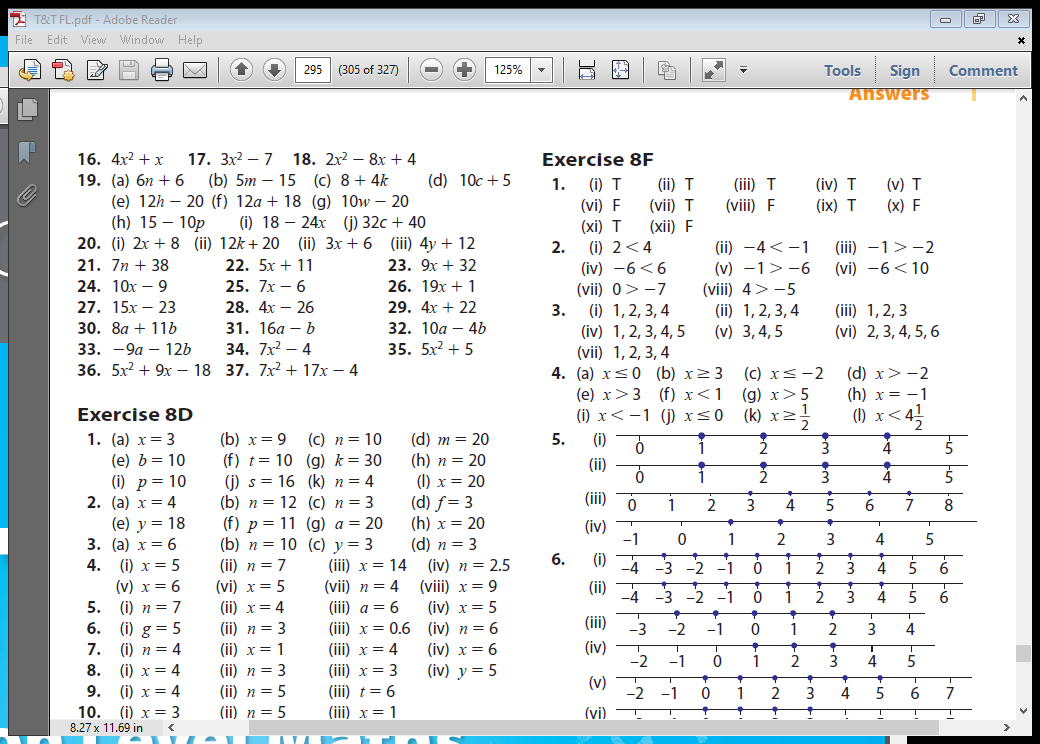 T&T FL.pdf - Adobe Reader
File Edit View Window Help
295 (305 of 327) 125% Tools Sign Comment
Answers
16. 4x² + x 17. 3x² − 7 18. 2x² − 8x + 4
19. (a) 6n + 6 (b) 5m − 15 (c) 8 + 4k (d) 10c + 5
(e) 12h − 20 (f) 12a + 18 (g) 10w − 20
(h) 15 − 10p (i) 18 − 24x (j) 32c + 40
20. (i) 2x + 8 (ii) 12k + 20 (ii) 3x + 6 (iii) 4y + 12
21. 7n + 38 22. 5x + 11 23. 9x + 32
24. 10x − 9 25. 7x − 6 26. 19x + 1
27. 15x − 23 28. 4x − 26 29. 4x + 22
30. 8a + 11b 31. 16a − b 32. 10a − 4b
33. −9a − 12b 34. 7x² − 4 35. 5x² + 5
36. 5x² + 9x − 18 37. 7x² + 17x − 4
Exercise 8D
1. (a) x = 3 (b) x = 9 (c) n = 10 (d) m = 20
(e) b = 10 (f) t = 10 (g) k = 30 (h) n = 20
(i) p = 10 (j) s = 16 (k) n = 4 (l) x = 20
2. (a) x = 4 (b) n = 12 (c) n = 3 (d) f = 3
(e) y = 18 (f) p = 11 (g) a = 20 (h) x = 20
3. (a) x = 6 (b) n = 10 (c) y = 3 (d) n = 3
4. (i) x = 5 (ii) n = 7 (iii) x = 14 (iv) n = 2.5
(v) x = 6 (vi) x = 5 (vii) n = 4 (viii) x = 9
5. (i) n = 7 (ii) x = 4 (iii) a = 6 (iv) x = 5
6. (i) g = 5 (ii) n = 3 (iii) x = 0.6 (iv) n = 6
7. (i) n = 4 (ii) x = 1 (iii) x = 4 (iv) x = 6
8. (i) x = 4 (ii) n = 3 (iii) x = 3 (iv) y = 5
9. (i) x = 4 (ii) n = 5 (iii) t = 6
10. (i) x = 3 (ii) n = 5 (iii) x = 1
Exercise 8F
1. (i) T (ii) T (iii) T (iv) T (v) T
(vi) F (vii) T (viii) F (ix) T (x) F
(xi) T (xii) F
2. (i) 2 < 4 (ii) −4 < −1 (iii) −1 > −2
(iv) −6 < 6 (v) −1 > −6 (vi) −6 < 10
(vii) 0 > −7 (viii) 4 > −5
3. (i) 1, 2, 3, 4 (ii) 1, 2, 3, 4 (iii) 1, 2, 3
(iv) 1, 2, 3, 4, 5 (v) 3, 4, 5 (vi) 2, 3, 4, 5, 6
(vii) 1, 2, 3, 4
4. (a) x ≤ 0 (b) x ≥ 3 (c) x ≤ −2 (d) x > −2
(e) x > 3 (f) x < 1 (g) x > 5 (h) x = −1
(i) x < −1 (j) x ≤ 0 (k) x ≥ 1/2 (l) x < 4 1/2
5. (i) 0 1 2 3 4 5
(ii) 0 1 2 3 4 5
(iii) 0 1 2 3 4 5 6 7 8
(iv) −1 0 1 2 3 4 5
6. (i) −4 −3 −2 −1 0 1 2 3 4 5 6
(ii) −4 −3 −2 −1 0 1 2 3 4 5 6
(iii) −3 −2 −1 0 1 2 3 4
(iv) −2 −1 0 1 2 3 4 5
(v) −2 −1 0 1 2 3 4 5 6 7
(vi)
8.27 x 11.69 in